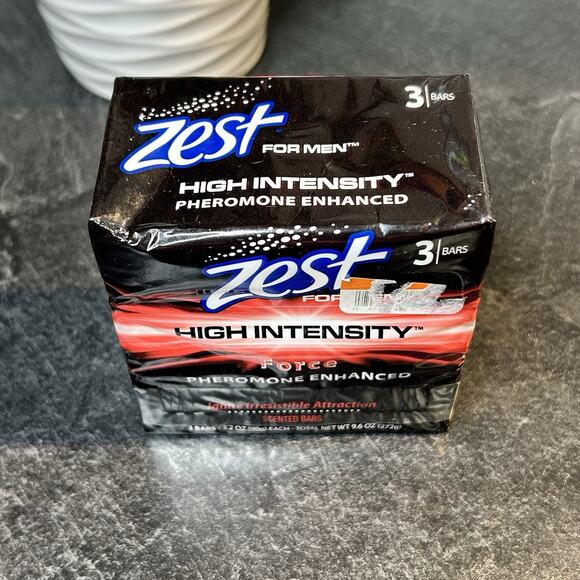 3 | BARS
Zest
FOR MEN™
HIGH INTENSITY™
PHEROMONE ENHANCED
3 | BARS
Zest
FOR
HIGH INTENSITY™
Force
PHEROMONE ENHANCED
Ignite Irresistible Attraction
SCENTED BARS
3 BARS - 3.2 OZ (90g) EACH - TOTAL NET WT 9.6 OZ (272g)